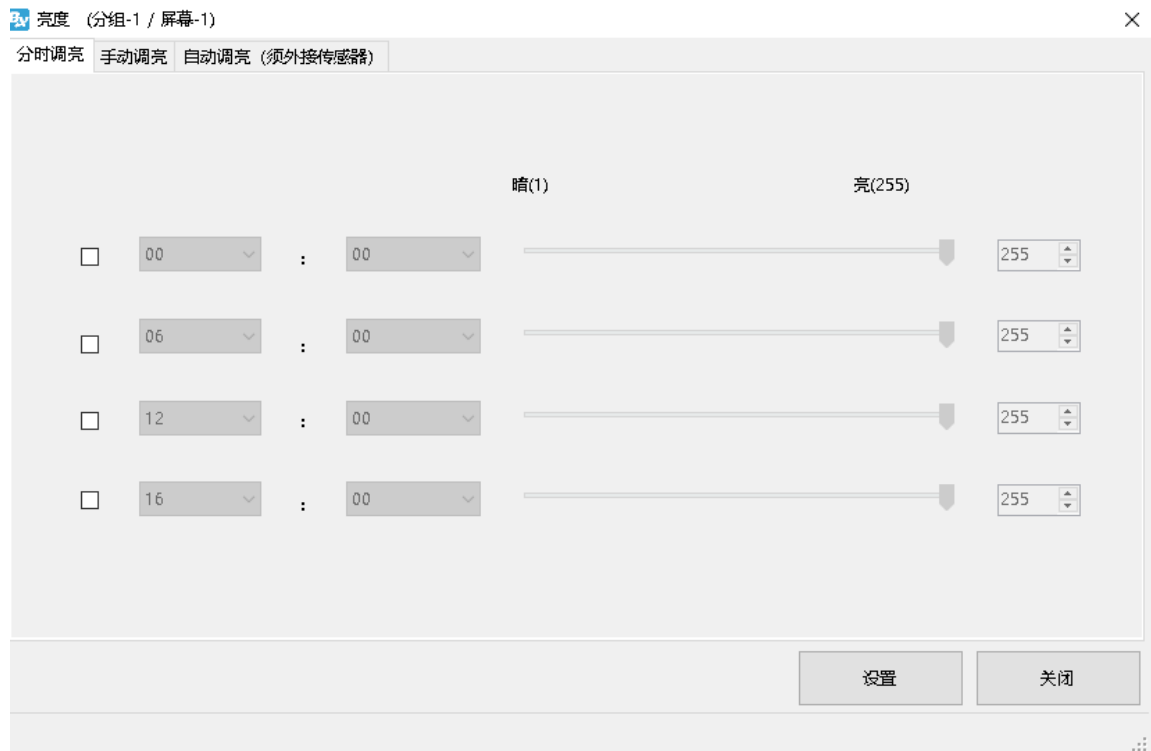 BX 亮度 (分组-1 / 屏幕-1)
分时调亮 手动调亮 自动调亮 (须外接传感器)
暗(1) 亮(255)
00 : 00 255
06 : 00 255
12 : 00 255
16 : 00 255
设置 关闭